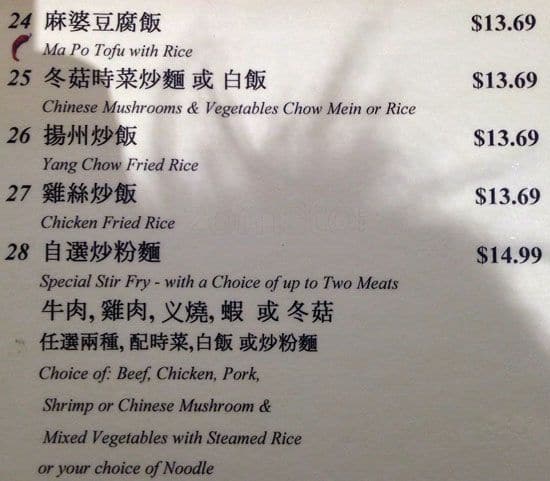 24 麻婆豆腐飯 $13.69
Ma Po Tofu with Rice
25 冬菇時菜炒麵 或 白飯 $13.69
Chinese Mushrooms & Vegetables Chow Mein or Rice
26 揚州炒飯 $13.69
Yang Chow Fried Rice
27 雞絲炒飯 $13.69
Chicken Fried Rice
28 自選炒粉麵 $14.99
Special Stir Fry - with a Choice of up to Two Meats
牛肉, 雞肉, 义燒, 蝦 或 冬菇
任選兩種, 配時菜,白飯 或炒粉麵
Choice of: Beef, Chicken, Pork,
Shrimp or Chinese Mushroom &
Mixed Vegetables with Steamed Rice
or your choice of Noodle